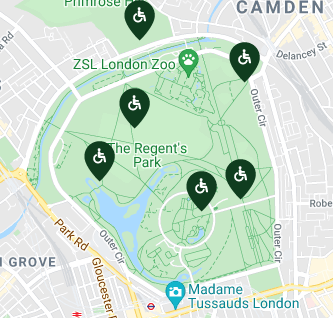 Primrose H
CAMDEN
Delancey St
ZSL London Zoo
Outer Cir
The Regent's
Park
Robe
Park Rd
Outer Cir
Outer Cir
N GROVE
Gloucester
Madame
Tussauds London